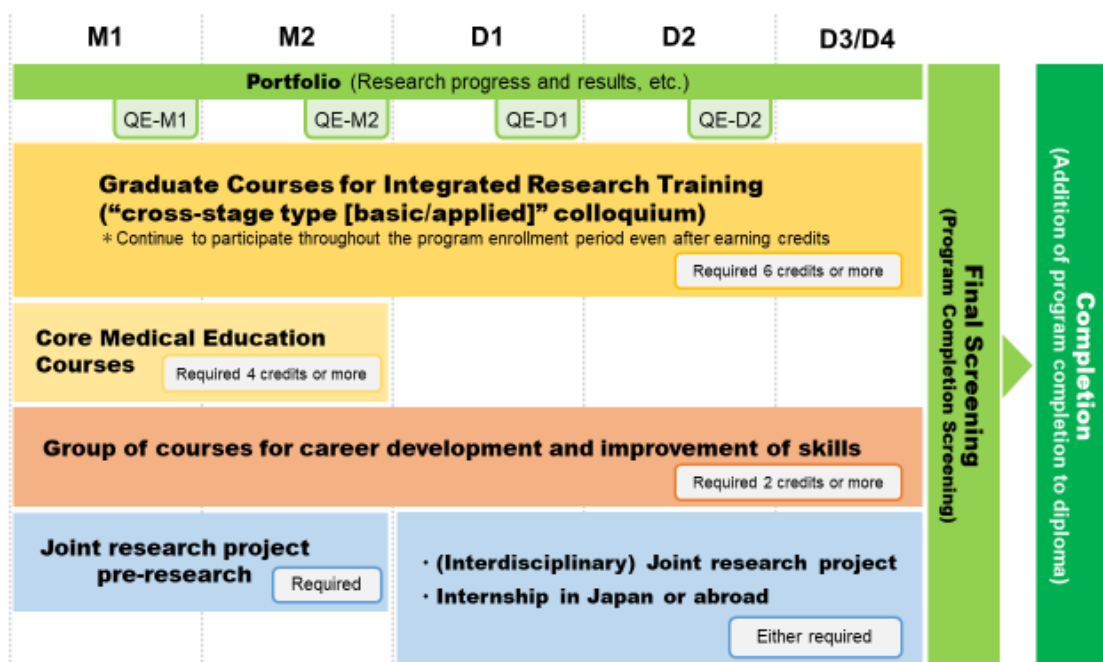 M1
M2
D1
D2
D3/D4
Portfolio (Research progress and results, etc.)
QE-M1
QE-M2
QE-D1
QE-D2
Graduate Courses for Integrated Research Training
(“cross-stage type [basic/applied]” colloquium)
＊Continue to participate throughout the program enrollment period even after earning credits
Required 6 credits or more
Core Medical Education
Courses
Required 4 credits or more
Group of courses for career development and improvement of skills
Required 2 credits or more
Joint research project
pre-research
Required
・(Interdisciplinary) Joint research project
・Internship in Japan or abroad
Either required
Final Screening
(Program Completion Screening)
Completion
(Addition of program completion to diploma)